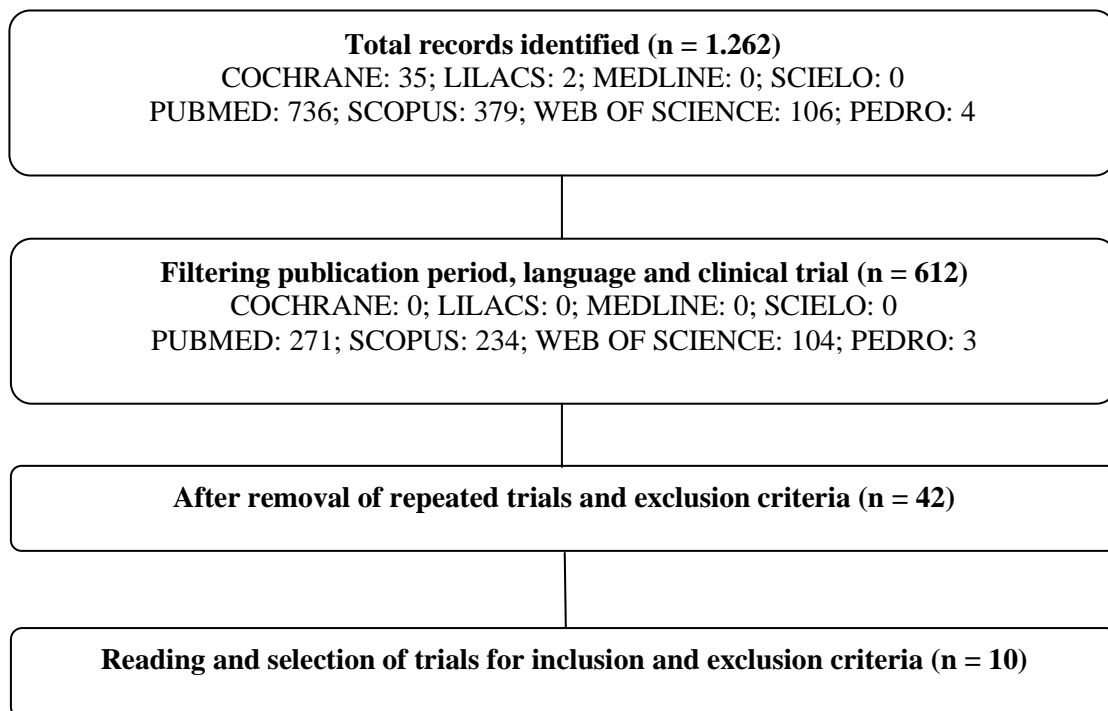 Total records identified (n = 1.262)
COCHRANE: 35; LILACS: 2; MEDLINE: 0; SCIELO: 0
PUBMED: 736; SCOPUS: 379; WEB OF SCIENCE: 106; PEDRO: 4
Filtering publication period, language and clinical trial (n = 612)
COCHRANE: 0; LILACS: 0; MEDLINE: 0; SCIELO: 0
PUBMED: 271; SCOPUS: 234; WEB OF SCIENCE: 104; PEDRO: 3
After removal of repeated trials and exclusion criteria (n = 42)
Reading and selection of trials for inclusion and exclusion criteria (n = 10)